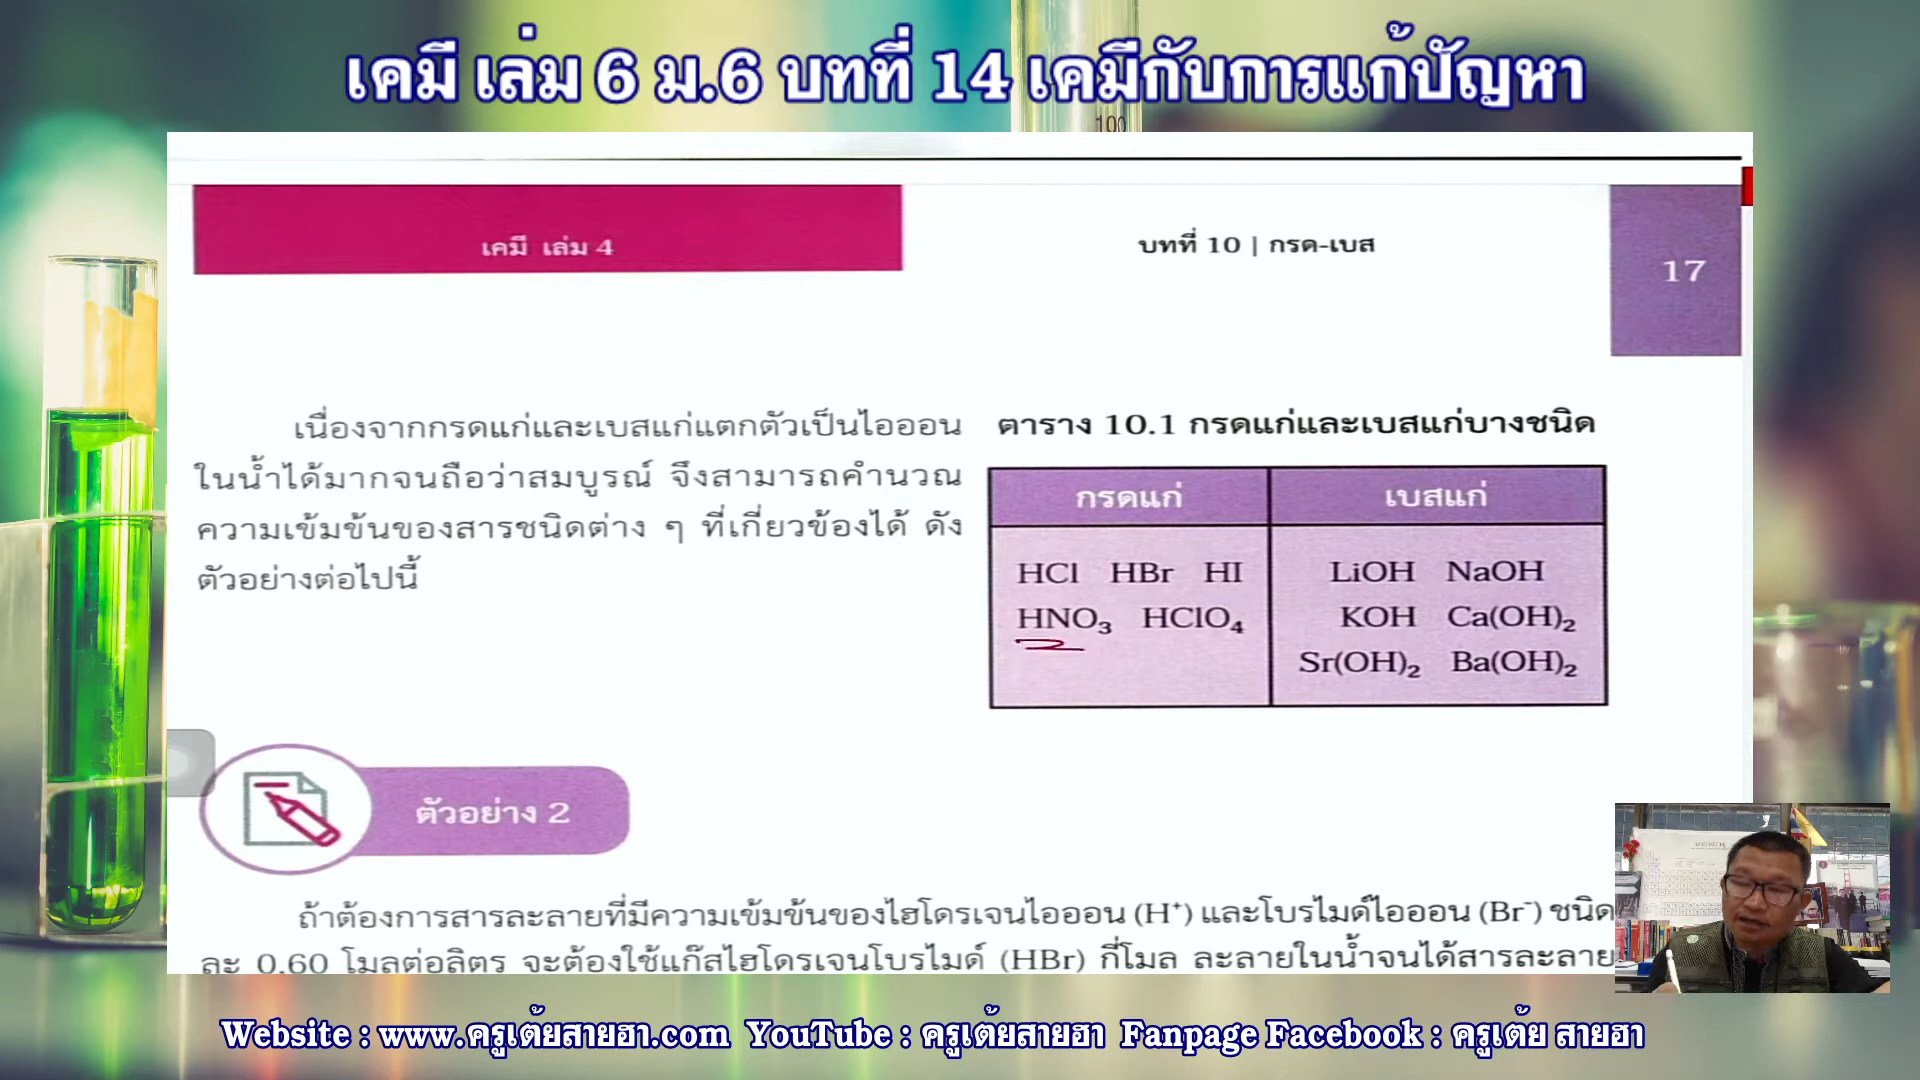 เคมี เล่ม 6 ม.6 บทที่ 14 เคมีกับการแก้ปัญหา
100
เคมี เล่ม 4
บทที่ 10 | กรด-เบส
17
เนื่องจากกรดแก่และเบสแก่แตกตัวเป็นไอออน
ในน้ำได้มากจนถือว่าสมบูรณ์ จึงสามารถคำนวณ
ความเข้มข้นของสารชนิดต่าง ๆ ที่เกี่ยวข้องได้ ดัง
ตัวอย่างต่อไปนี้
ตาราง 10.1 กรดแก่และเบสแก่บางชนิด
กรดแก่ เบสแก่
HCl HBr HI LiOH NaOH
HNO₃ HClO₄ KOH Ca(OH)₂
Sr(OH)₂ Ba(OH)₂
ตัวอย่าง 2
ถ้าต้องการสารละลายที่มีความเข้มข้นของไฮโดรเจนไอออน (H⁺) และโบรไมด์ไอออน (Br⁻) ชนิด
ละ 0.60 โมลต่อลิตร จะต้องใช้แก๊สไฮโดรเจนโบรไมด์ (HBr) กี่โมล ละลายในน้ำจนได้สารละลาย
Website : www.ครูเต้ยสายฮา.com YouTube : ครูเต้ยสายฮา Fanpage Facebook : ครูเต้ย สายฮา